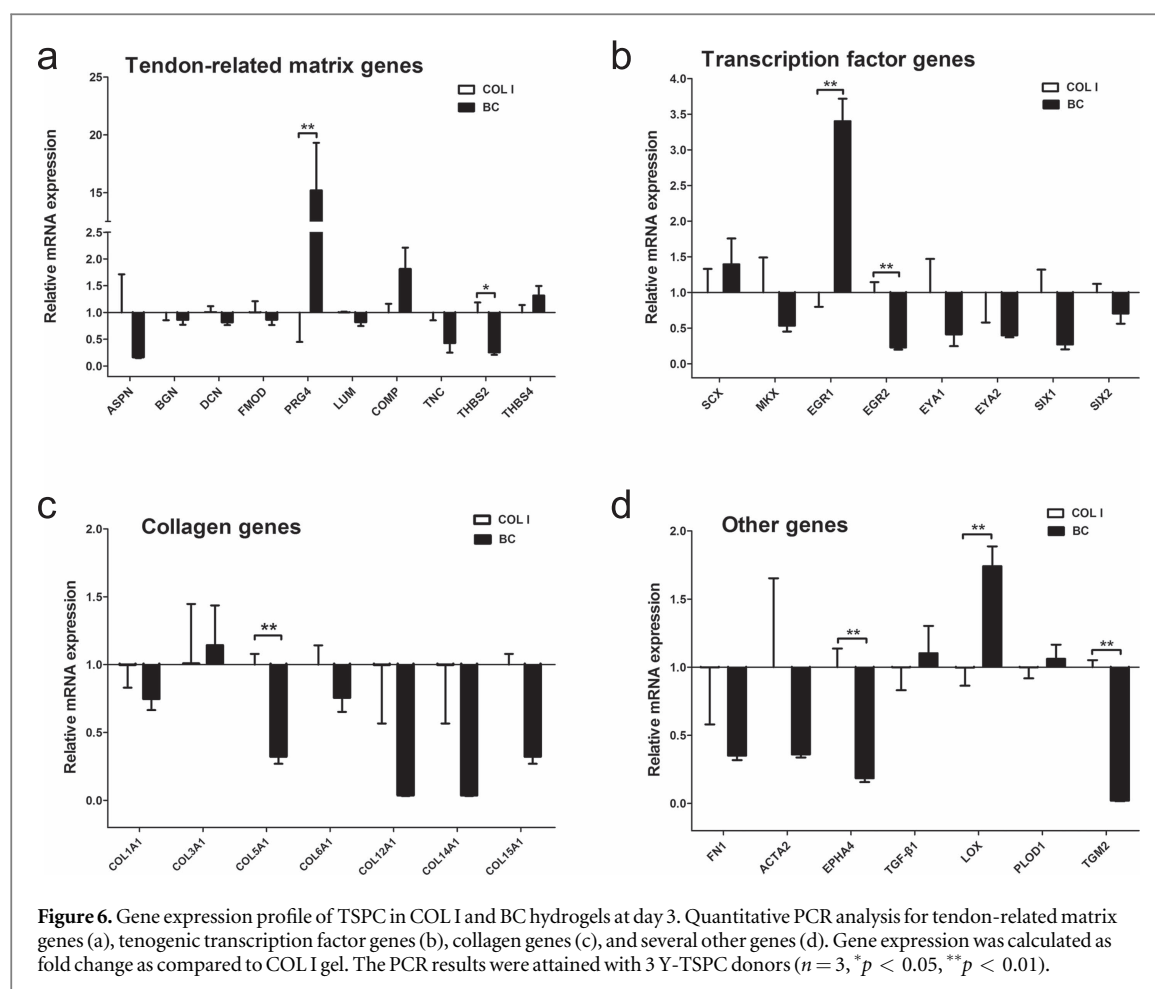 a
Tendon-related matrix genes
COL I
BC
Relative mRNA expression
25
20
15
2.5
2.0
1.5
1.0
0.5
0.0
**
*
ASPN
BGN
DCN
FMOD
PRG4
LUM
COMP
TNC
THBS2
THBS4
b
Transcription factor genes
COL I
BC
Relative mRNA expression
4.0
3.5
3.0
2.5
2.0
1.5
1.0
0.5
0.0
**
**
SCX
MKX
EGR1
EGR2
EYA1
EYA2
SIX1
SIX2
c
Collagen genes
COL I
BC
Relative mRNA expression
2.0
1.5
1.0
0.5
0.0
**
COL1A1
COL3A1
COL5A1
COL6A1
COL12A1
COL14A1
COL15A1
d
Other genes
COL I
BC
Relative mRNA expression
2.0
1.5
1.0
0.5
0.0
**
**
**
FN1
ACTA2
EPHA4
TGF-β1
LOX
PLOD1
TGM2
Figure 6. Gene expression profile of TSPC in COL I and BC hydrogels at day 3. Quantitative PCR analysis for tendon-related matrix
genes (a), tenogenic transcription factor genes (b), collagen genes (c), and several other genes (d). Gene expression was calculated as
fold change as compared to COL I gel. The PCR results were attained with 3 Y-TSPC donors (n = 3, *p < 0.05, **p < 0.01).